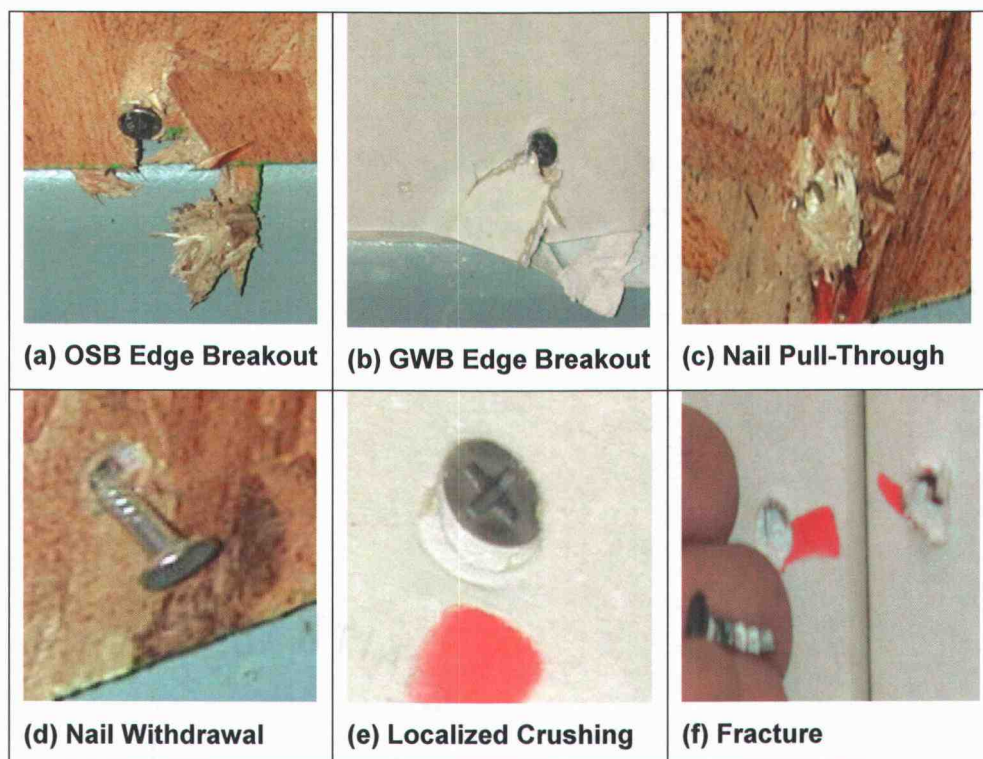 (a) OSB Edge Breakout
(b) GWB Edge Breakout
(c) Nail Pull-Through
(d) Nail Withdrawal
(e) Localized Crushing
(f) Fracture